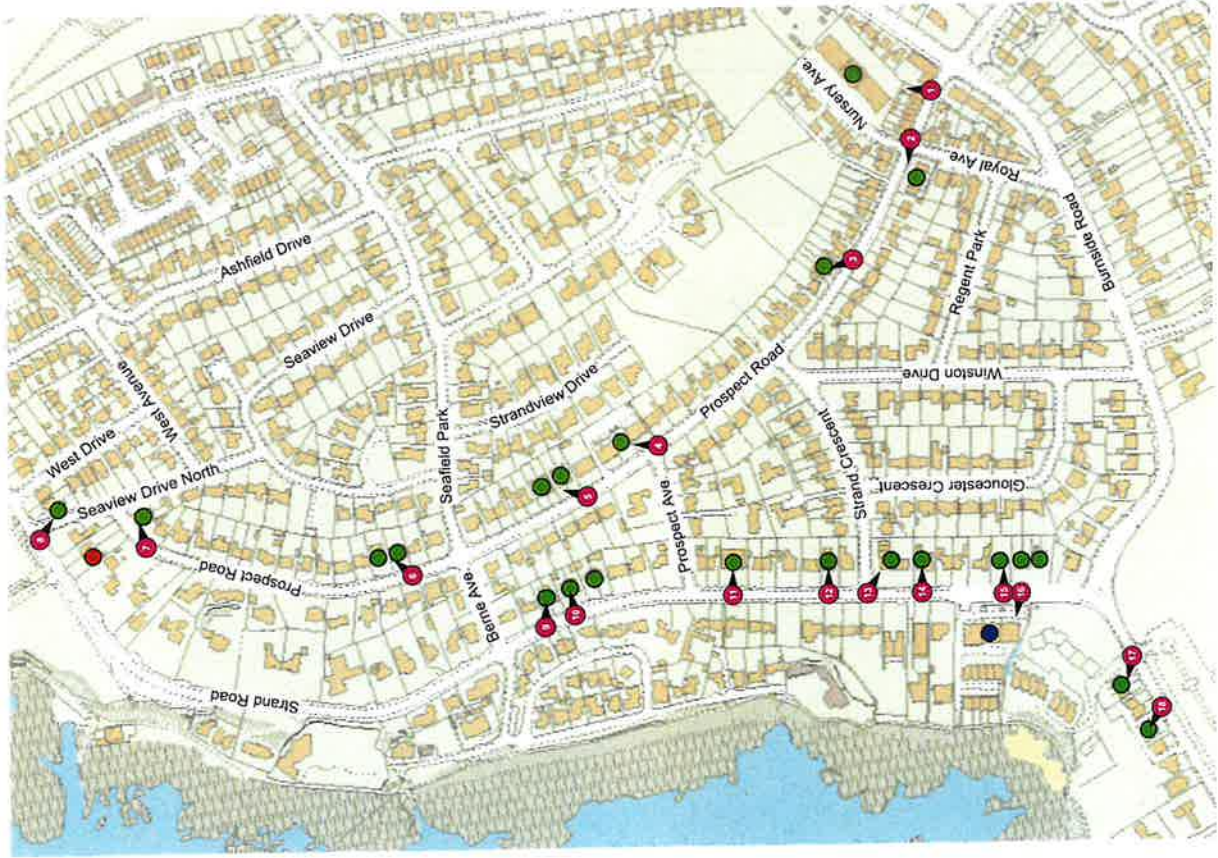 Nursery Ave.
1
2
Royal Ave
3
Ashfield Drive
Seaview Drive
Burnside Road
Regent Park
Prospect Road
Winston Drive
West Avenue
West Drive
Strandview Drive
Seafield Park
Strand Crescent
4
5
Seaview Drive North
8
7
Prospect Road
6
Prospect Ave
Gloucester Crescent
Berne Ave
9
10
11
12
13
14
15
16
Strand Road
17
18